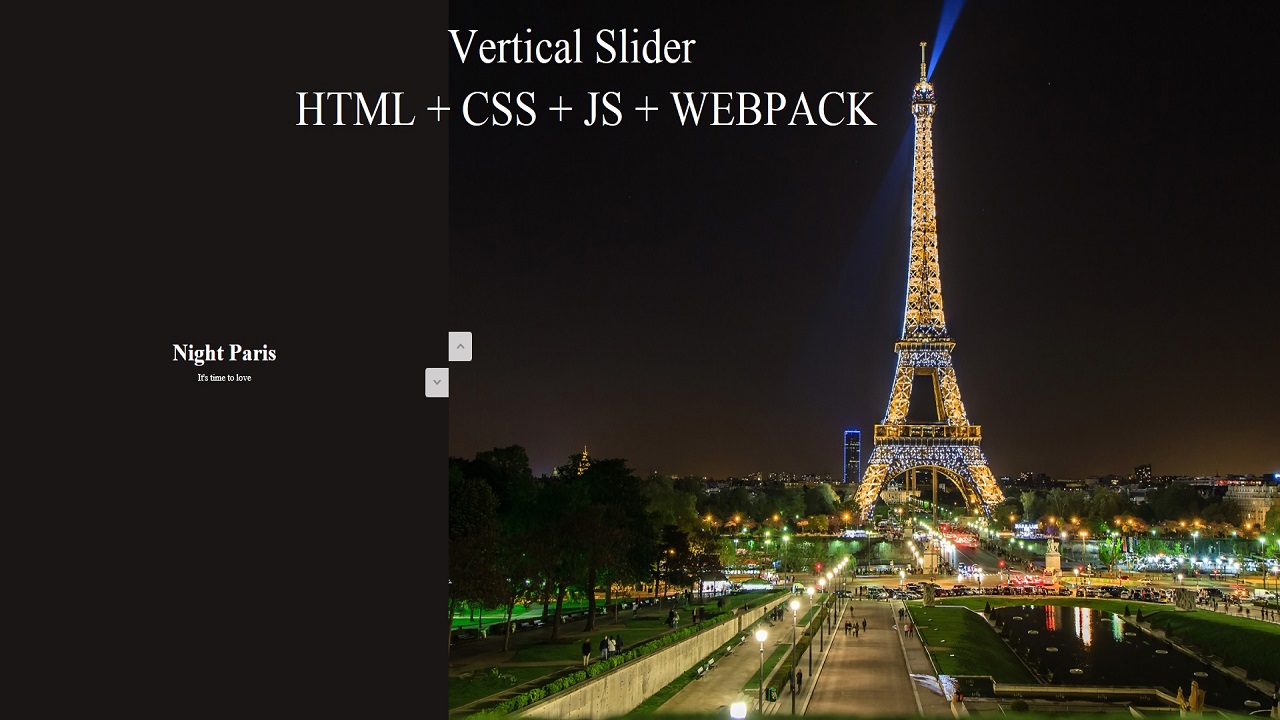 Vertical Slider
HTML + CSS + JS + WEBPACK
Night Paris
It's time to love